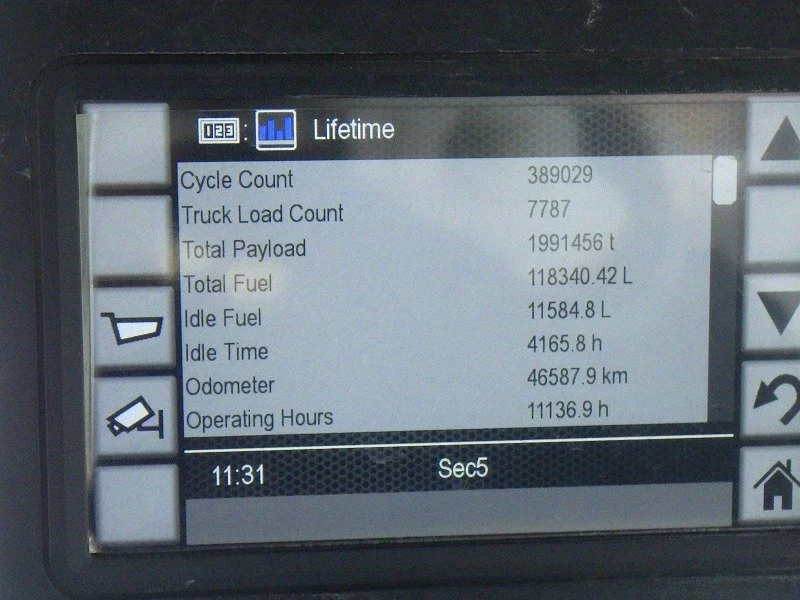 123 : Lifetime
Cycle Count 389029
Truck Load Count 7787
Total Payload 1991456 t
Total Fuel 118340.42 L
Idle Fuel 11584.8 L
Idle Time 4165.8 h
Odometer 46587.9 km
Operating Hours 11136.9 h
11:31 Sec5